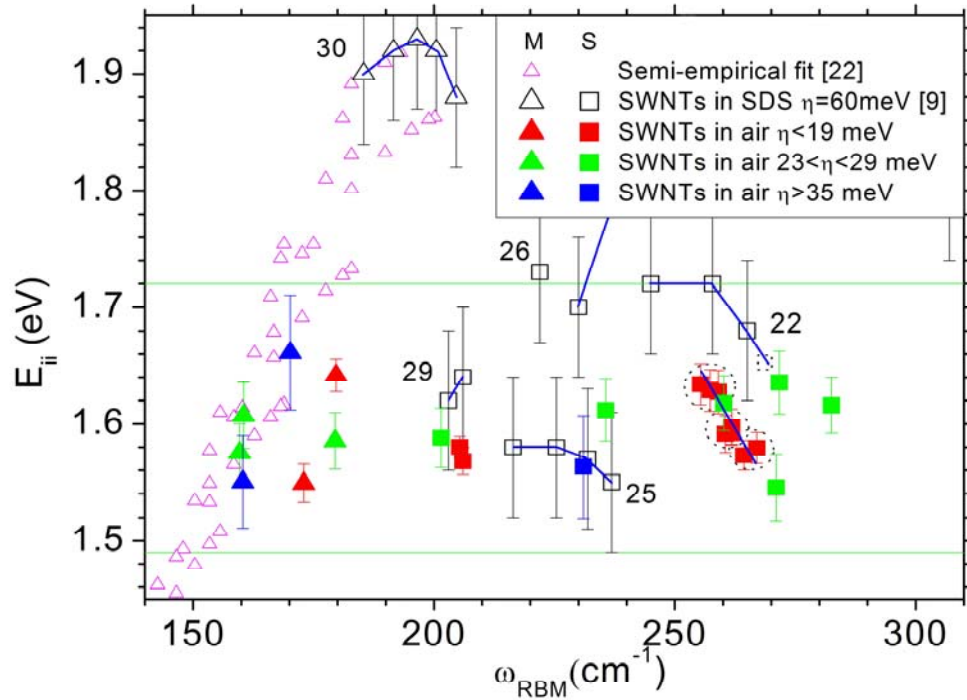 M S
Semi-empirical fit [22]
SWNTs in SDS η=60meV [9]
SWNTs in air η<19 meV
SWNTs in air 23<η<29 meV
SWNTs in air η>35 meV
30
26
22
29
25
1.9
1.8
1.7
1.6
1.5
E_iii (eV)
150 200 250 300
ω_RBM(cm⁻¹)